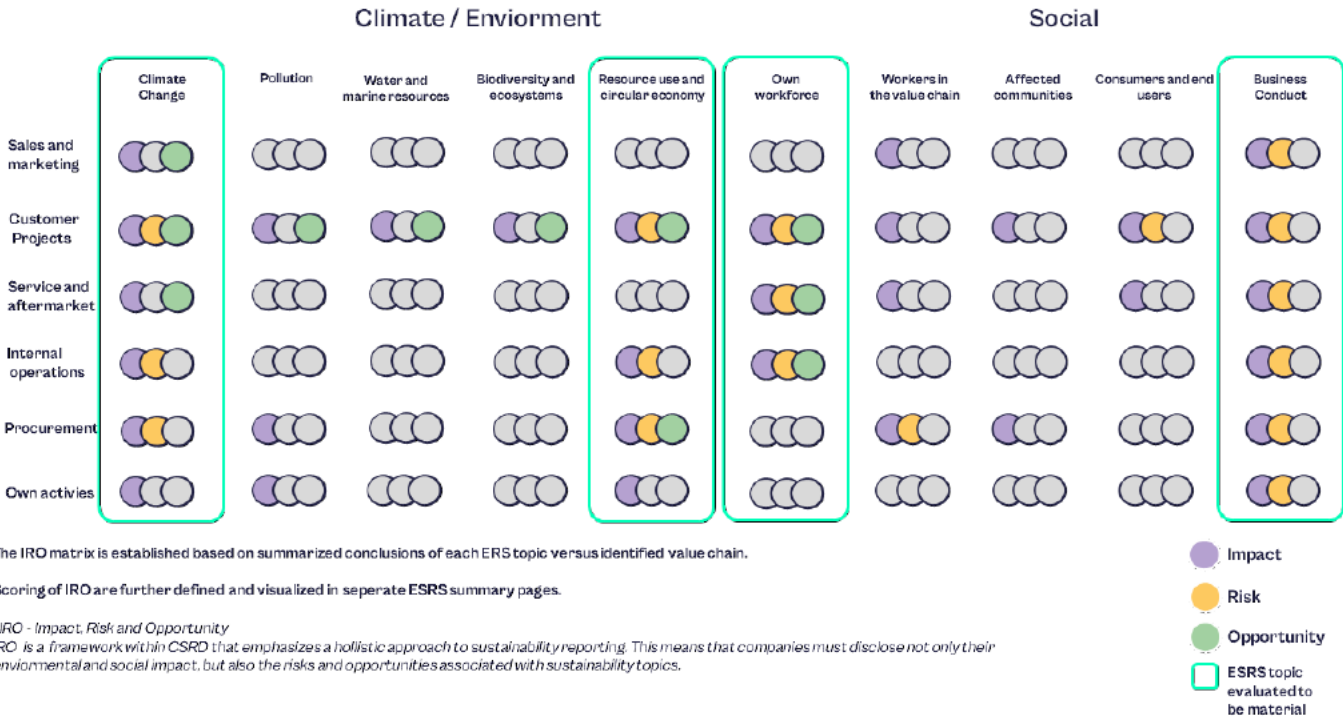 Climate / Enviorment
Social
Climate
Change
Pollution
Water and
marine resources
Biodiversity and
ecosystems
Resource use and
circular economy
Own
workforce
Workers in
the value chain
Affected
communities
Consumers and end
users
Business
Conduct
Sales and
marketing
Customer
Projects
Service and
aftermarket
Internal
operations
Procurement
Own activies
The IRO matrix is established based on summarized conclusions of each ERS topic versus identified value chain.
Scoring of IRO are further defined and visualized in seperate ESRS summary pages.
IRO - Impact, Risk and Opportunity
IRO is a framework within CSRD that emphasizes a hollistic approach to sustainability reporting. This means that companies must disclose not only their
enviormental and social impact, but also the risks and opportunities associated with sustainability topics.
Impact
Risk
Opportunity
ESRS topic
evaluated to
be material